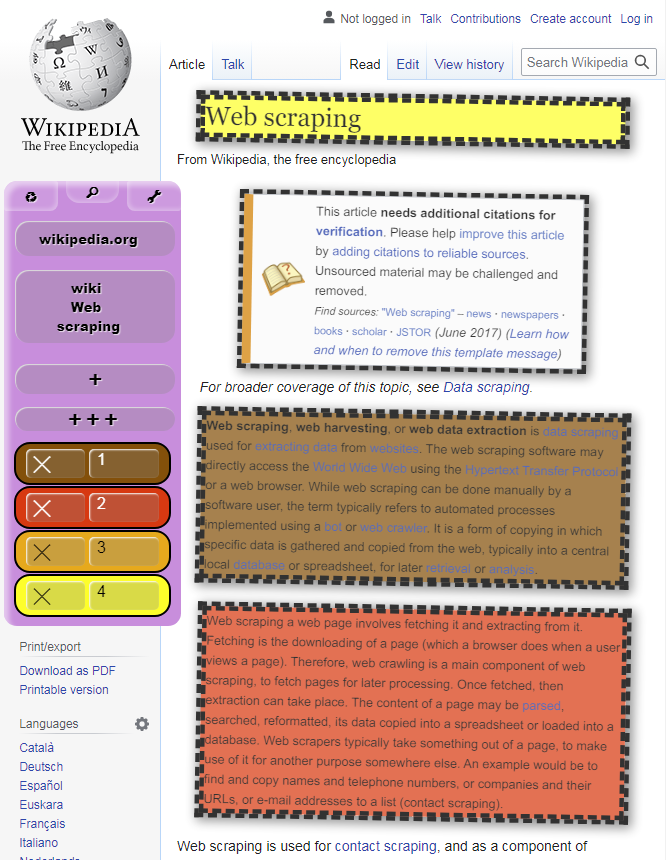 Not logged in Talk Contributions Create account Log in
Article Talk Read Edit View history Search Wikipedia
WIKIPEDIA
The Free Encyclopedia
Web scraping
From Wikipedia, the free encyclopedia
wikipedia.org
wiki
Web
scraping
+
+++
1
2
3
4
This article needs additional citations for
verification. Please help improve this article
by adding citations to reliable sources.
Unsourced material may be challenged and
removed.
Find sources: "Web scraping" – news · newspapers ·
books · scholar · JSTOR (June 2017) (Learn how
and when to remove this template message)
For broader coverage of this topic, see Data scraping.
Web scraping, web harvesting, or web data extraction is data scraping
used for extracting data from websites. The web scraping software may
directly access the World Wide Web using the Hypertext Transfer Protocol
or a web browser. While web scraping can be done manually by a
software user, the term typically refers to automated processes
implemented using a bot or web crawler. It is a form of copying in which
specific data is gathered and copied from the web, typically into a central
local database or spreadsheet, for later retrieval or analysis.
Web scraping a web page involves fetching it and extracting from it.
Fetching is the downloading of a page (which a browser does when a user
views a page). Therefore, web crawling is a main component of web
scraping, to fetch pages for later processing. Once fetched, then
extraction can take place. The content of a page may be parsed,
searched, reformatted, its data copied into a spreadsheet or loaded into a
database. Web scrapers typically take something out of a page, to make
use of it for another purpose somewhere else. An example would be to
find and copy names and telephone numbers, or companies and their
URLs, or e-mail addresses to a list (contact scraping).
Web scraping is used for contact scraping, and as a component of
Print/export
Download as PDF
Printable version
Languages
Català
Deutsch
Español
Euskara
Français
Italiano